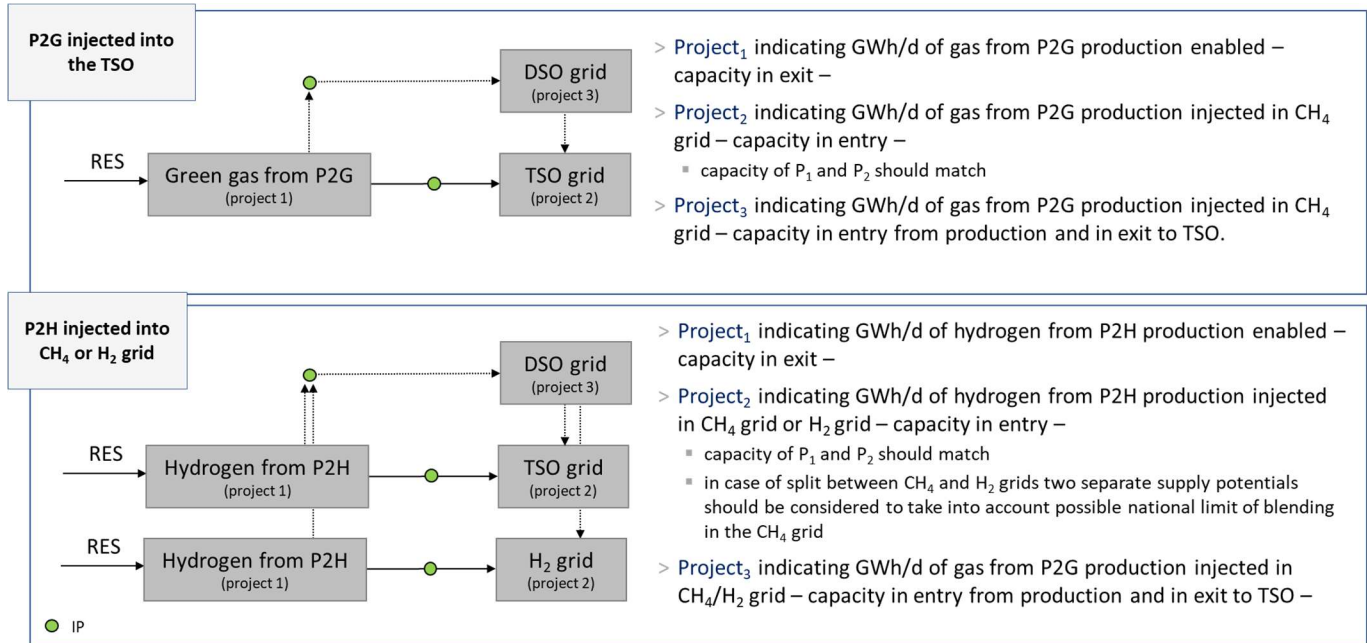 P2G injected into
the TSO
RES
Green gas from P2G
(project 1)
DSO grid
(project 3)
TSO grid
(project 2)
> Project₁ indicating GWh/d of gas from P2G production enabled –
capacity in exit –
> Project₂ indicating GWh/d of gas from P2G production injected in CH₄
grid – capacity in entry –
▪ capacity of P₁ and P₂ should match
> Project₃ indicating GWh/d of gas from P2G production injected in CH₄
grid – capacity in entry from production and in exit to TSO.
P2H injected into
CH₄ or H₂ grid
DSO grid
(project 3)
RES
Hydrogen from P2H
(project 1)
TSO grid
(project 2)
RES
Hydrogen from P2H
(project 1)
H₂ grid
(project 2)
IP
> Project₁ indicating GWh/d of hydrogen from P2H production enabled –
capacity in exit –
> Project₂ indicating GWh/d of hydrogen from P2H production injected
in CH₄ grid or H₂ grid – capacity in entry –
▪ capacity of P₁ and P₂ should match
▪ in case of split between CH₄ and H₂ grids two separate supply potentials
should be considered to take into account possible national limit of blending
in the CH₄ grid
> Project₃ indicating GWh/d of gas from P2G production injected in
CH₄/H₂ grid – capacity in entry from production and in exit to TSO –